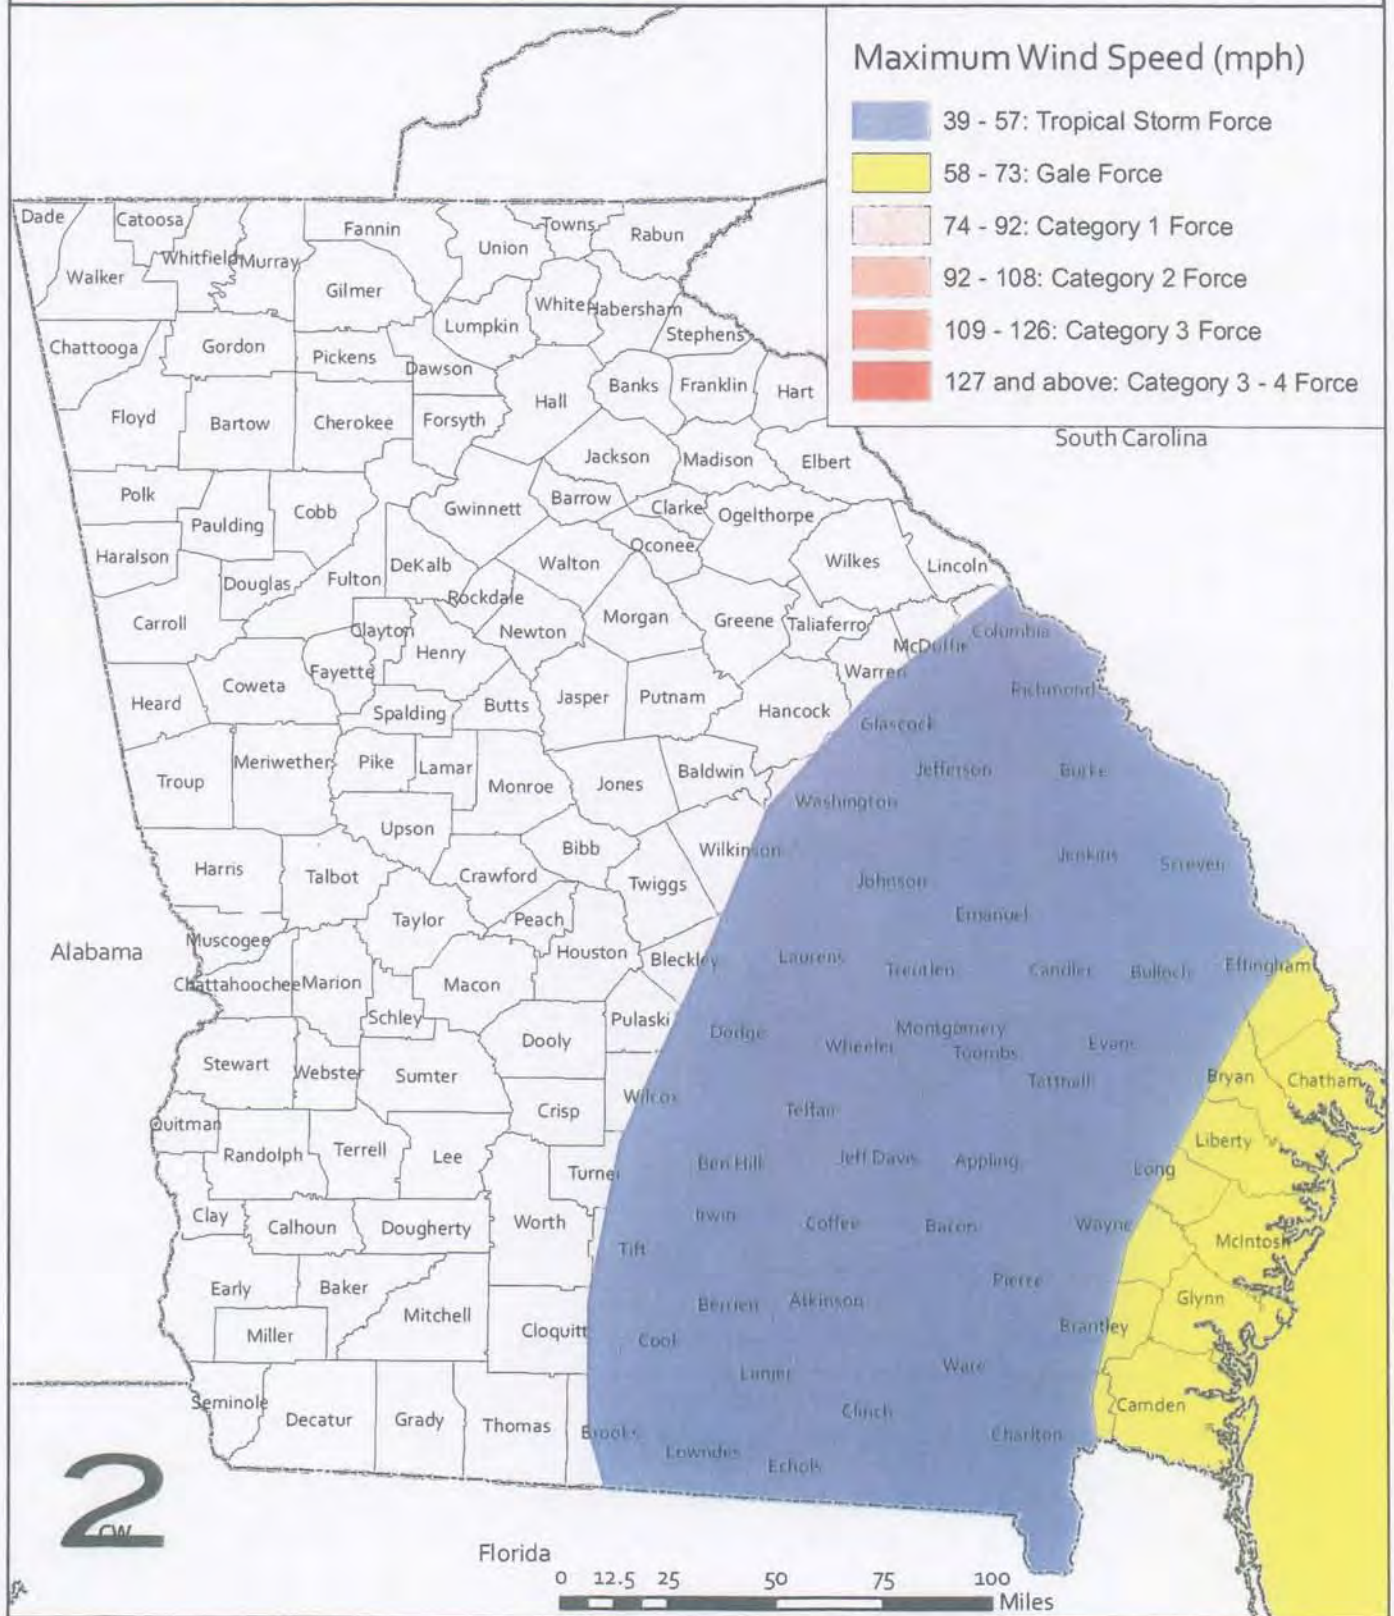 Maximum Wind Speed (mph)
39 - 57: Tropical Storm Force
58 - 73: Gale Force
74 - 92: Category 1 Force
92 - 108: Category 2 Force
109 - 126: Category 3 Force
127 and above: Category 3 - 4 Force
South Carolina
Dade
Catoosa
Fannin
Towns
Union
Rabun
Whitfield
Murray
Walker
Gilmer
White
Habersham
Lumpkin
Stephens
Chattooga
Gordon
Pickens
Dawson
Banks
Franklin
Hart
Hall
Floyd
Bartow
Cherokee
Forsyth
Jackson
Madison
Elbert
Polk
Paulding
Cobb
Gwinnett
Barrow
Clarke
Ogelthorpe
Haralson
Oconee
Douglas
Fulton
DeKalb
Walton
Wilkes
Lincoln
Rockdale
Carroll
Clayton
Newton
Morgan
Greene
Taliaferro
Columbia
McDuffie
Henry
Fayette
Warren
Heard
Coweta
Spalding
Butts
Jasper
Putnam
Hancock
Richmond
Glascock
Troup
Meriwether
Pike
Lamar
Monroe
Jones
Baldwin
Jefferson
Burke
Washington
Upson
Harris
Talbot
Crawford
Bibb
Wilkinson
Twiggs
Johnson
Jenkins
Screven
Taylor
Peach
Emanuel
Alabama
Muscogee
Houston
Bleckley
Laurens
Treutlen
Candler
Bulloch
Effingham
Chattahoochee
Marion
Macon
Schley
Dooly
Pulaski
Dodge
Wheeler
Montgomery
Toombs
Evans
Stewart
Webster
Sumter
Wilcox
Tattnall
Bryan
Chatham
Quitman
Crisp
Telfair
Randolph
Terrell
Lee
Turner
Ben Hill
Jeff Davis
Appling
Long
Liberty
Clay
Calhoun
Dougherty
Worth
Tift
Irwin
Coffee
Bacon
Wayne
McIntosh
Early
Baker
Mitchell
Miller
Cloquitt
Cool
Berrien
Atkinson
Pierce
Brantley
Glynn
Seminole
Decatur
Grady
Thomas
Brooks
Lanier
Ware
Clinch
Lowndes
Echols
Charlton
Camden
2
CW
Florida
0 12.5 25 50 75 100
Miles